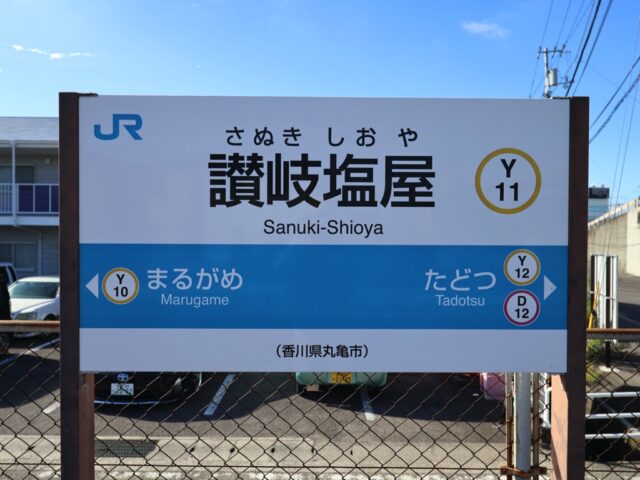 JR
さぬき しおや
讃岐塩屋
Sanuki-Shioya
Y
11
Y
10
まるがめ
Marugame
たどつ
Tadotsu
Y
12
D
12
（香川県丸亀市）